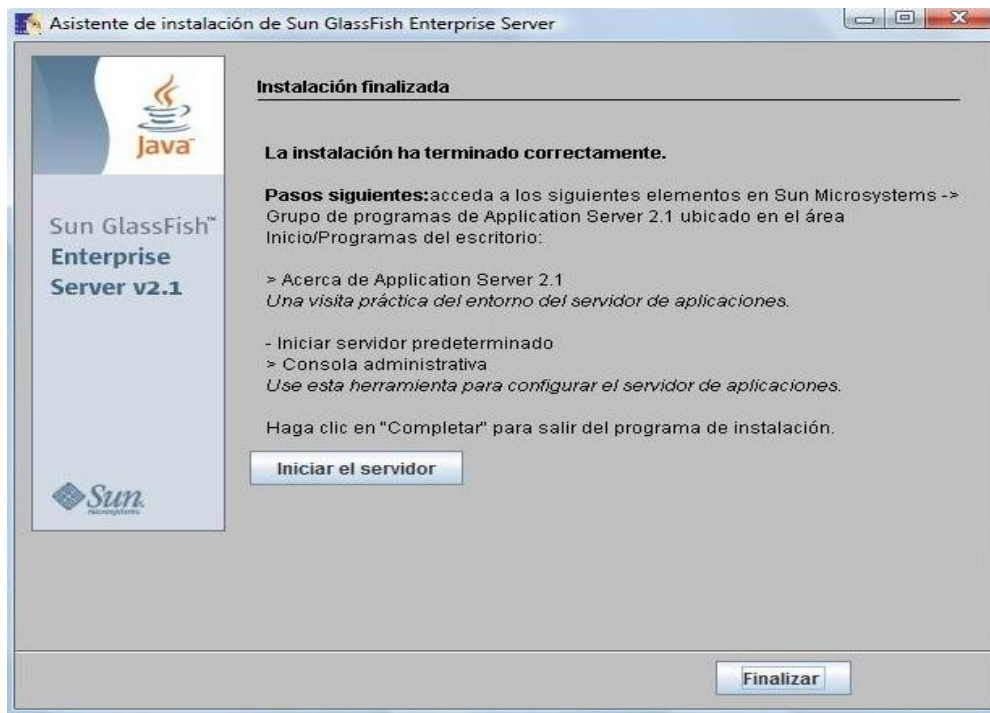 Asistente de instalación de Sun GlassFish Enterprise Server
Java™
Sun GlassFish™
Enterprise
Server v2.1
Sun
microsystems
Instalación finalizada
La instalación ha terminado correctamente.
Pasos siguientes:acceda a los siguientes elementos en Sun Microsystems ->
Grupo de programas de Application Server 2.1 ubicado en el área
Inicio/Programas del escritorio:
> Acerca de Application Server 2.1
Una visita práctica del entorno del servidor de aplicaciones.
- Iniciar servidor predeterminado
> Consola administrativa
Use esta herramienta para configurar el servidor de aplicaciones.
Haga clic en "Completar" para salir del programa de instalación.
Iniciar el servidor
Finalizar